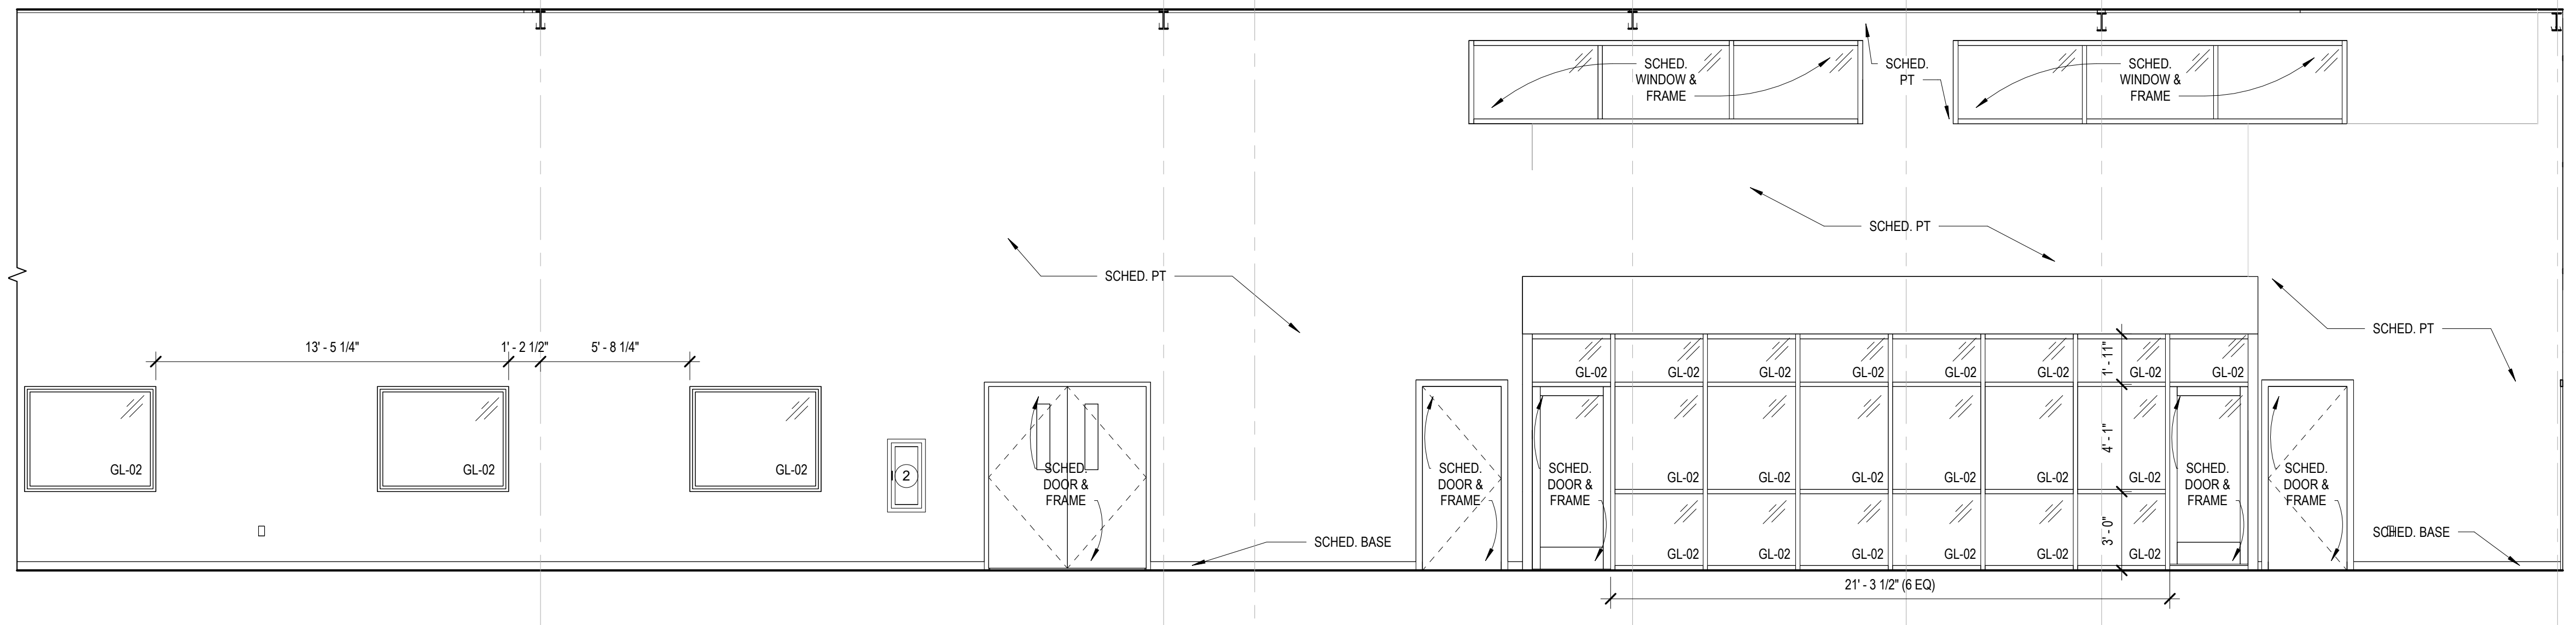 SCHED.
WINDOW &
FRAME
SCHED.
PT
SCHED.
WINDOW &
FRAME
SCHED. PT
SCHED. PT
SCHED. PT
13' - 5 1/4"
1' - 2 1/2"
5' - 8 1/4"
GL-02
GL-02
GL-02
2
SCHED.
DOOR &
FRAME
SCHED. BASE
SCHED.
DOOR &
FRAME
SCHED.
DOOR &
FRAME
GL-02 GL-02 GL-02 GL-02 GL-02 GL-02 GL-02 GL-02
1' - 11"
GL-02 GL-02 GL-02 GL-02 GL-02 GL-02
4' - 1"
GL-02 GL-02 GL-02 GL-02 GL-02 GL-02
3' - 0"
SCHED.
DOOR &
FRAME
SCHED.
DOOR &
FRAME
SCHED. BASE
21' - 3 1/2" (6 EQ)